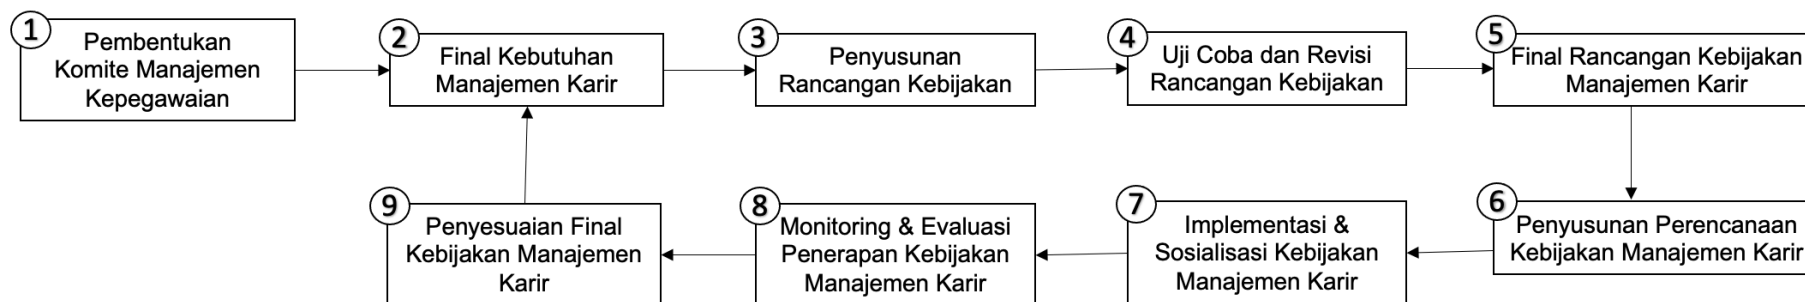 1
Pembentukan
Komite Manajemen
Kepegawaian
2
Final Kebutuhan
Manajemen Karir
3
Penyusunan
Rancangan Kebijakan
4
Uji Coba dan Revisi
Rancangan Kebijakan
5
Final Rancangan Kebijakan
Manajemen Karir
6
Penyusunan Perencanaan
Kebijakan Manajemen Karir
7
Implementasi &
Sosialisasi Kebijakan
Manajemen Karir
8
Monitoring & Evaluasi
Penerapan Kebijakan
Manajemen Karir
9
Penyesuaian Final
Kebijakan Manajemen
Karir